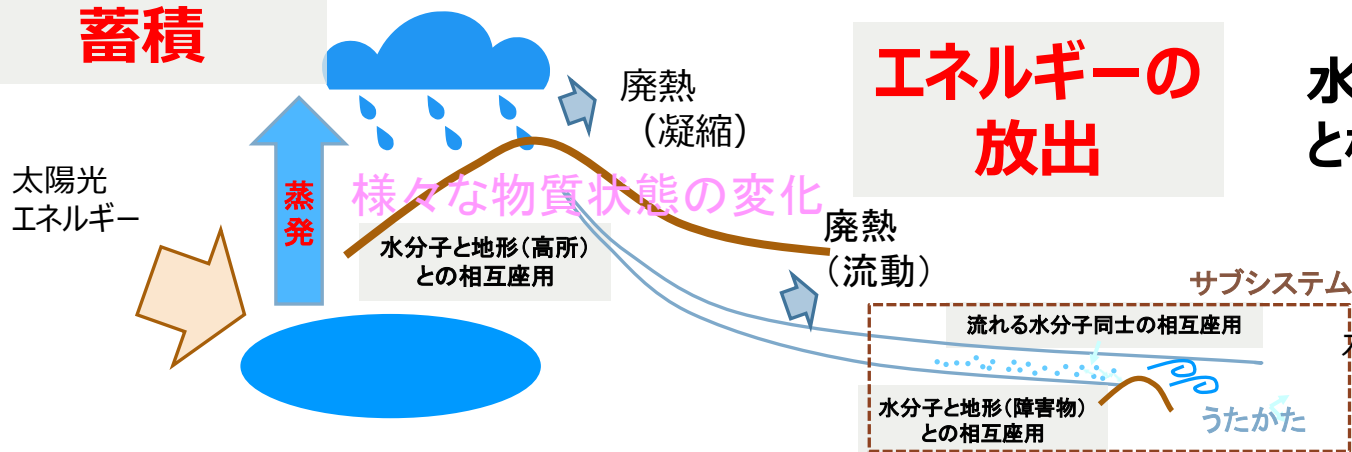 蓄積
廃熱
（凝縮）
エネルギーの
放出
水
と
太陽光
エネルギー
蒸
発
様々な物質状態の変化
水分子と地形（高所）
との相互座用
廃熱
（流動）
サブシステム
流れる水分子同士の相互座用
水分子と地形（障害物）
との相互座用
うたかた